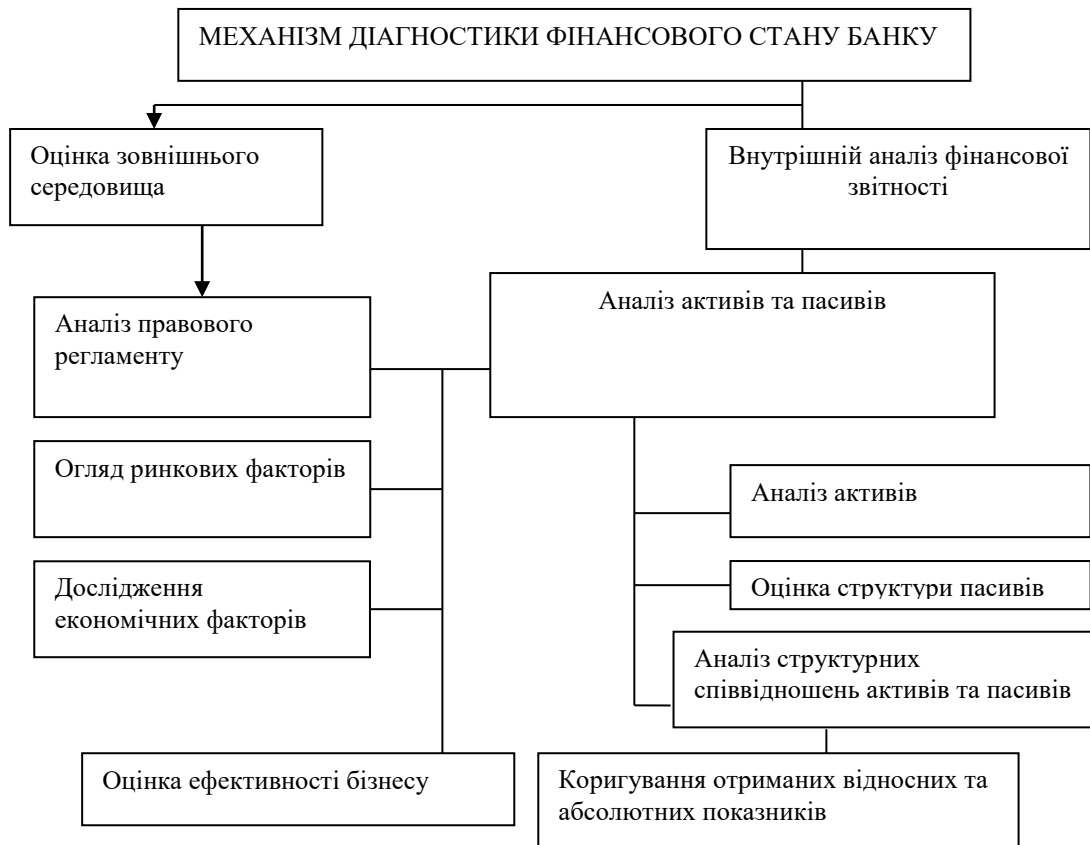 МЕХАНІЗМ ДІАГНОСТИКИ ФІНАНСОВОГО СТАНУ БАНКУ
Оцінка зовнішнього
середовища
Внутрішній аналіз фінансової
звітності
Аналіз правового
регламенту
Аналіз активів та пасивів
Огляд ринкових факторів
Аналіз активів
Дослідження
економічних факторів
Оцінка структури пасивів
Аналіз структурних
співвідношень активів та пасивів
Оцінка ефективності бізнесу
Коригування отриманих відносних та
абсолютних показників